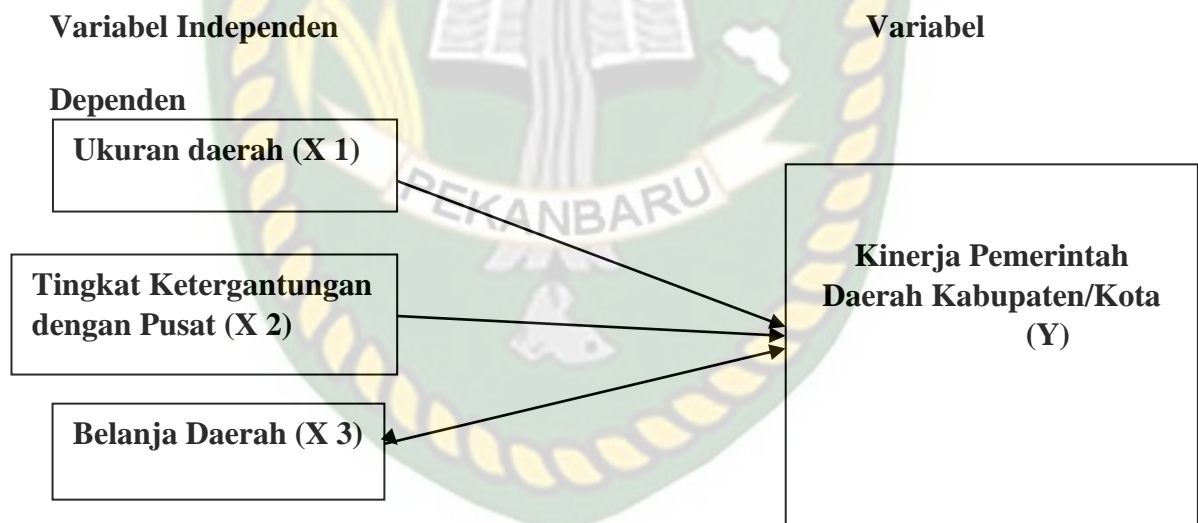 Variabel Independen Variabel
Dependen
Ukuran daerah (X 1)
PEKANBARU
Tingkat Ketergantungan
dengan Pusat (X 2)
Belanja Daerah (X 3)
Kinerja Pemerintah
Daerah Kabupaten/Kota
(Y)